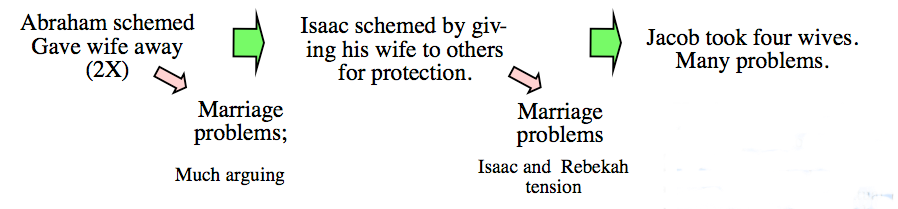 Abraham schemed
Gave wife away
(2X)
Marriage
problems;
Much arguing
Isaac schemed by giv-
ing his wife to others
for protection.
Marriage
problems
Isaac and Rebekah
tension
Jacob took four wives.
Many problems.